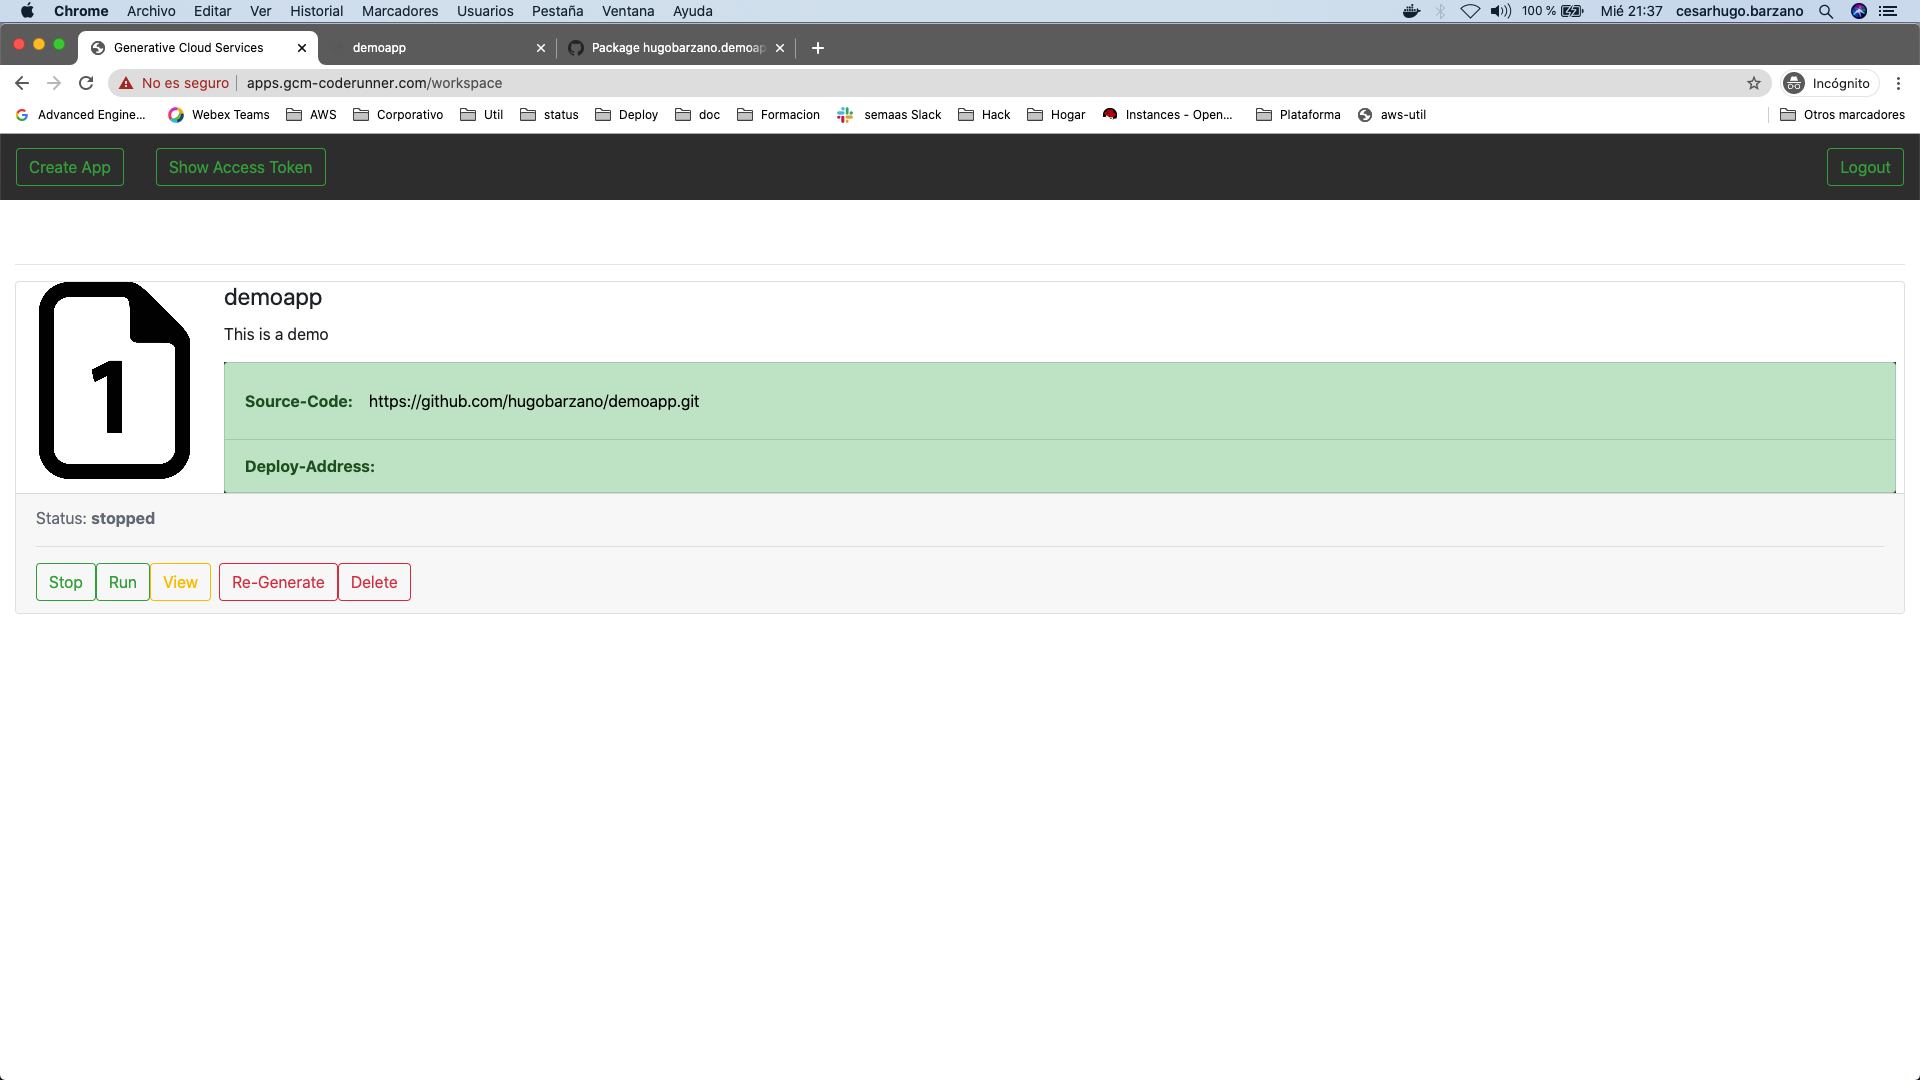 Chrome Archivo Editar Ver Historial Marcadores Usuarios Pestaña Ventana Ayuda 100 % Mié 21:37 cesarhugo.barzano
Generative Cloud Services demoapp Package hugobarzano.demoap
No es seguro apps.gcm-coderunner.com/workspace Incógnito
Advanced Engine... Webex Teams AWS Corporativo Util status Deploy doc Formacion semaas Slack Hack Hogar Instances - Open... Plataforma aws-util Otros marcadores
Create App Show Access Token Logout
1
demoapp
This is a demo
Source-Code: https://github.com/hugobarzano/demoapp.git
Deploy-Address:
Status: stopped
Stop Run View Re-Generate Delete